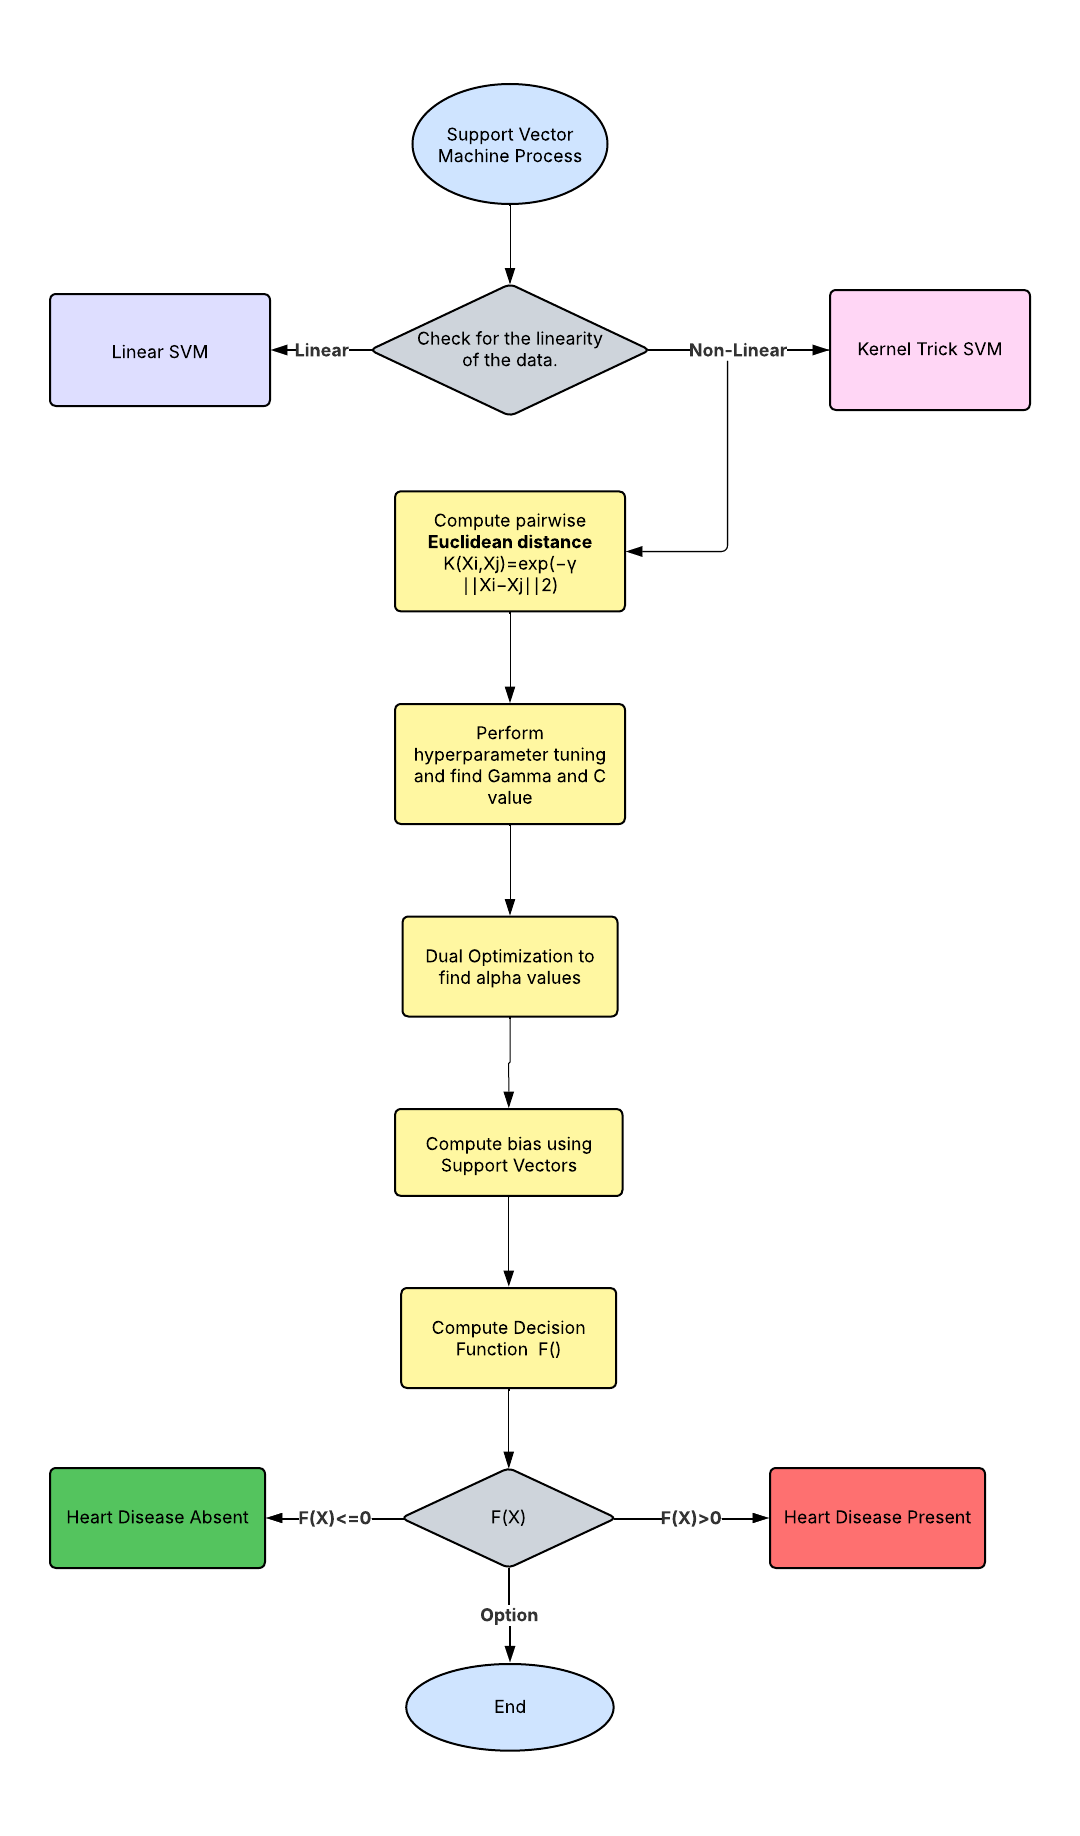 Support Vector
Machine Process
Check for the linearity
of the data.
Linear
Non-Linear
Linear SVM
Kernel Trick SVM
Compute pairwise
Euclidean distance
K(Xi,Xj)=exp(−γ
||Xi−Xj||2)
Perform
hyperparameter tuning
and find Gamma and C
value
Dual Optimization to
find alpha values
Compute bias using
Support Vectors
Compute Decision
Function  F()
F(X)
F(X)<=0
F(X)>0
Heart Disease Absent
Heart Disease Present
Option
End